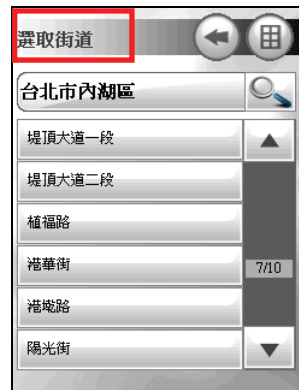 選取街道
台北市內湖區
堤頂大道一段
堤頂大道二段
植福路
港華街
港墘路
7/10
陽光街